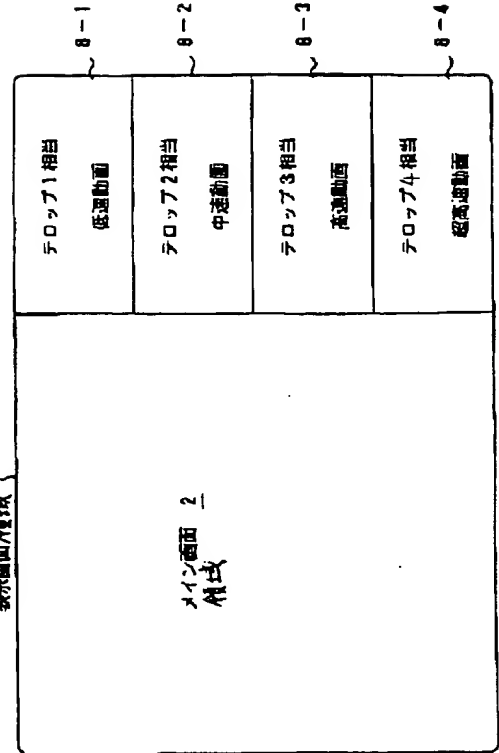 メイン画面 2
領域
テロップ1相当
低速動画
8-1
テロップ2相当
中速動画
8-2
テロップ3相当
高速動画
8-3
テロップ4相当
超高速動画
8-4